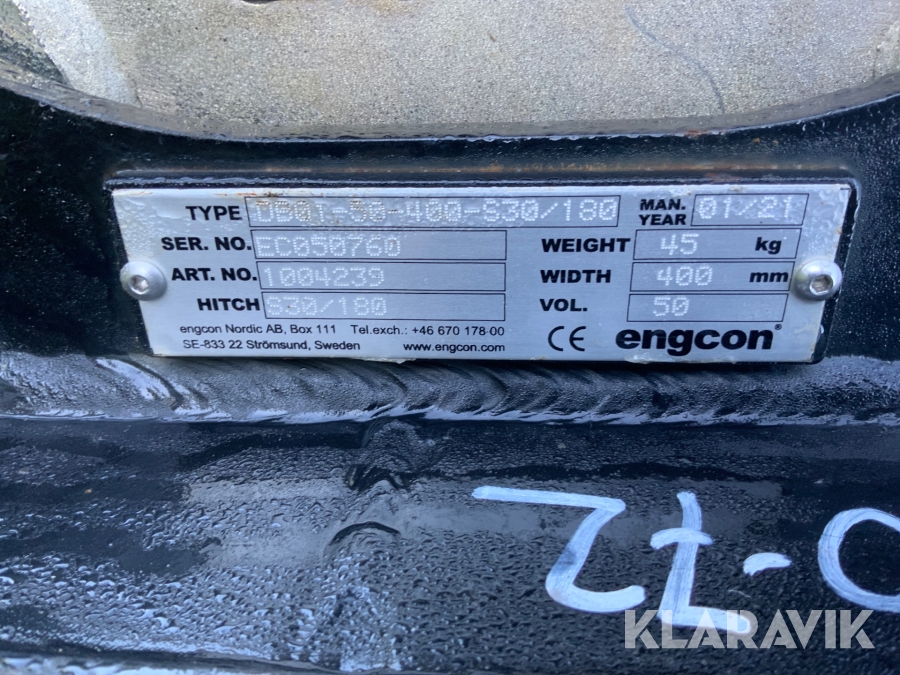 TYPE DB01-50-400-S30/180 MAN. YEAR 01/21
SER. NO. EC050760 WEIGHT 45 kg
ART. NO. 1004239 WIDTH 400 mm
HITCH S30/180 VOL. 50
engcon Nordic AB, Box 111 Tel.exch.: +46 670 178 00
SE-833 22 Strömsund, Sweden www.engcon.com
CE engcon®
KLARAVIK